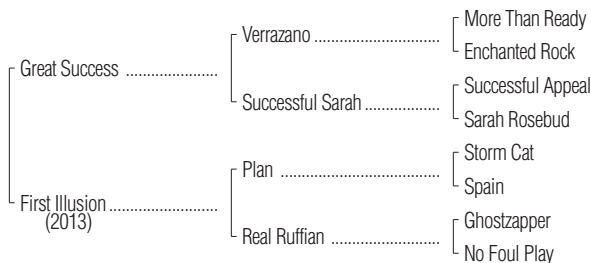 More Than Ready
Verrazano ........................................
Enchanted Rock
Great Success ......................
Successful Appeal
Successful Sarah ........................
Sarah Rosebud
Storm Cat
Plan ...................................................
Spain
First Illusion ..........................
(2013)
Ghostzapper
Real Ruffian ...................................
No Foul Play